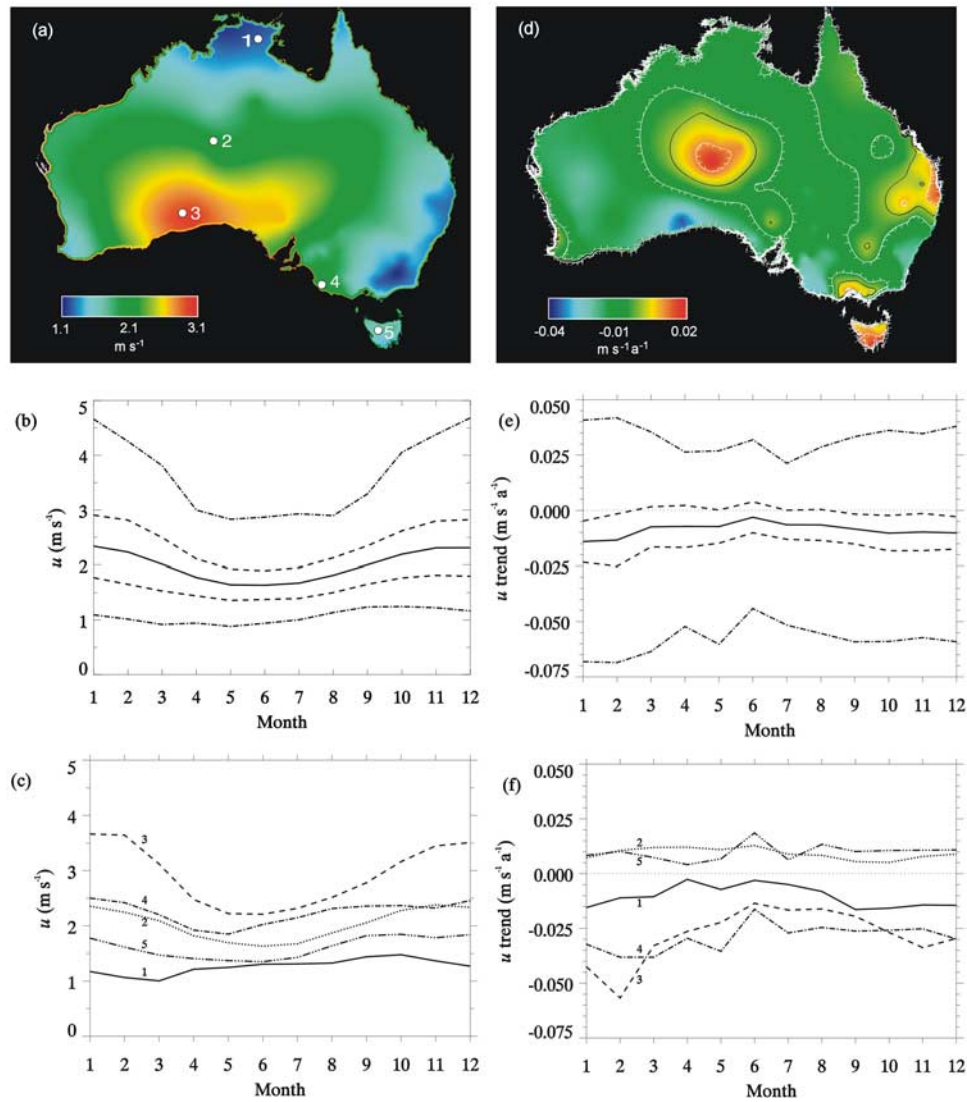 (a)
1
2
3
4
5
1.1 2.1 3.1
m s⁻¹
(d)
-0.04 -0.01 0.02
m s⁻¹a⁻¹
(b)
5
4
3
2
1
0
u (m s⁻¹)
1 2 3 4 5 6 7 8 9 10 11 12
Month
(e)
0.050
0.025
0.000
-0.025
-0.050
-0.075
u trend (m s⁻¹ a⁻¹)
1 2 3 4 5 6 7 8 9 10 11 12
Month
(c)
5
4
3
2
1
0
u (m s⁻¹)
3
4
2
5
1
1 2 3 4 5 6 7 8 9 10 11 12
Month
(f)
0.050
0.025
0.000
-0.025
-0.050
-0.075
u trend (m s⁻¹ a⁻¹)
2
5
1
4
3
1 2 3 4 5 6 7 8 9 10 11 12
Month